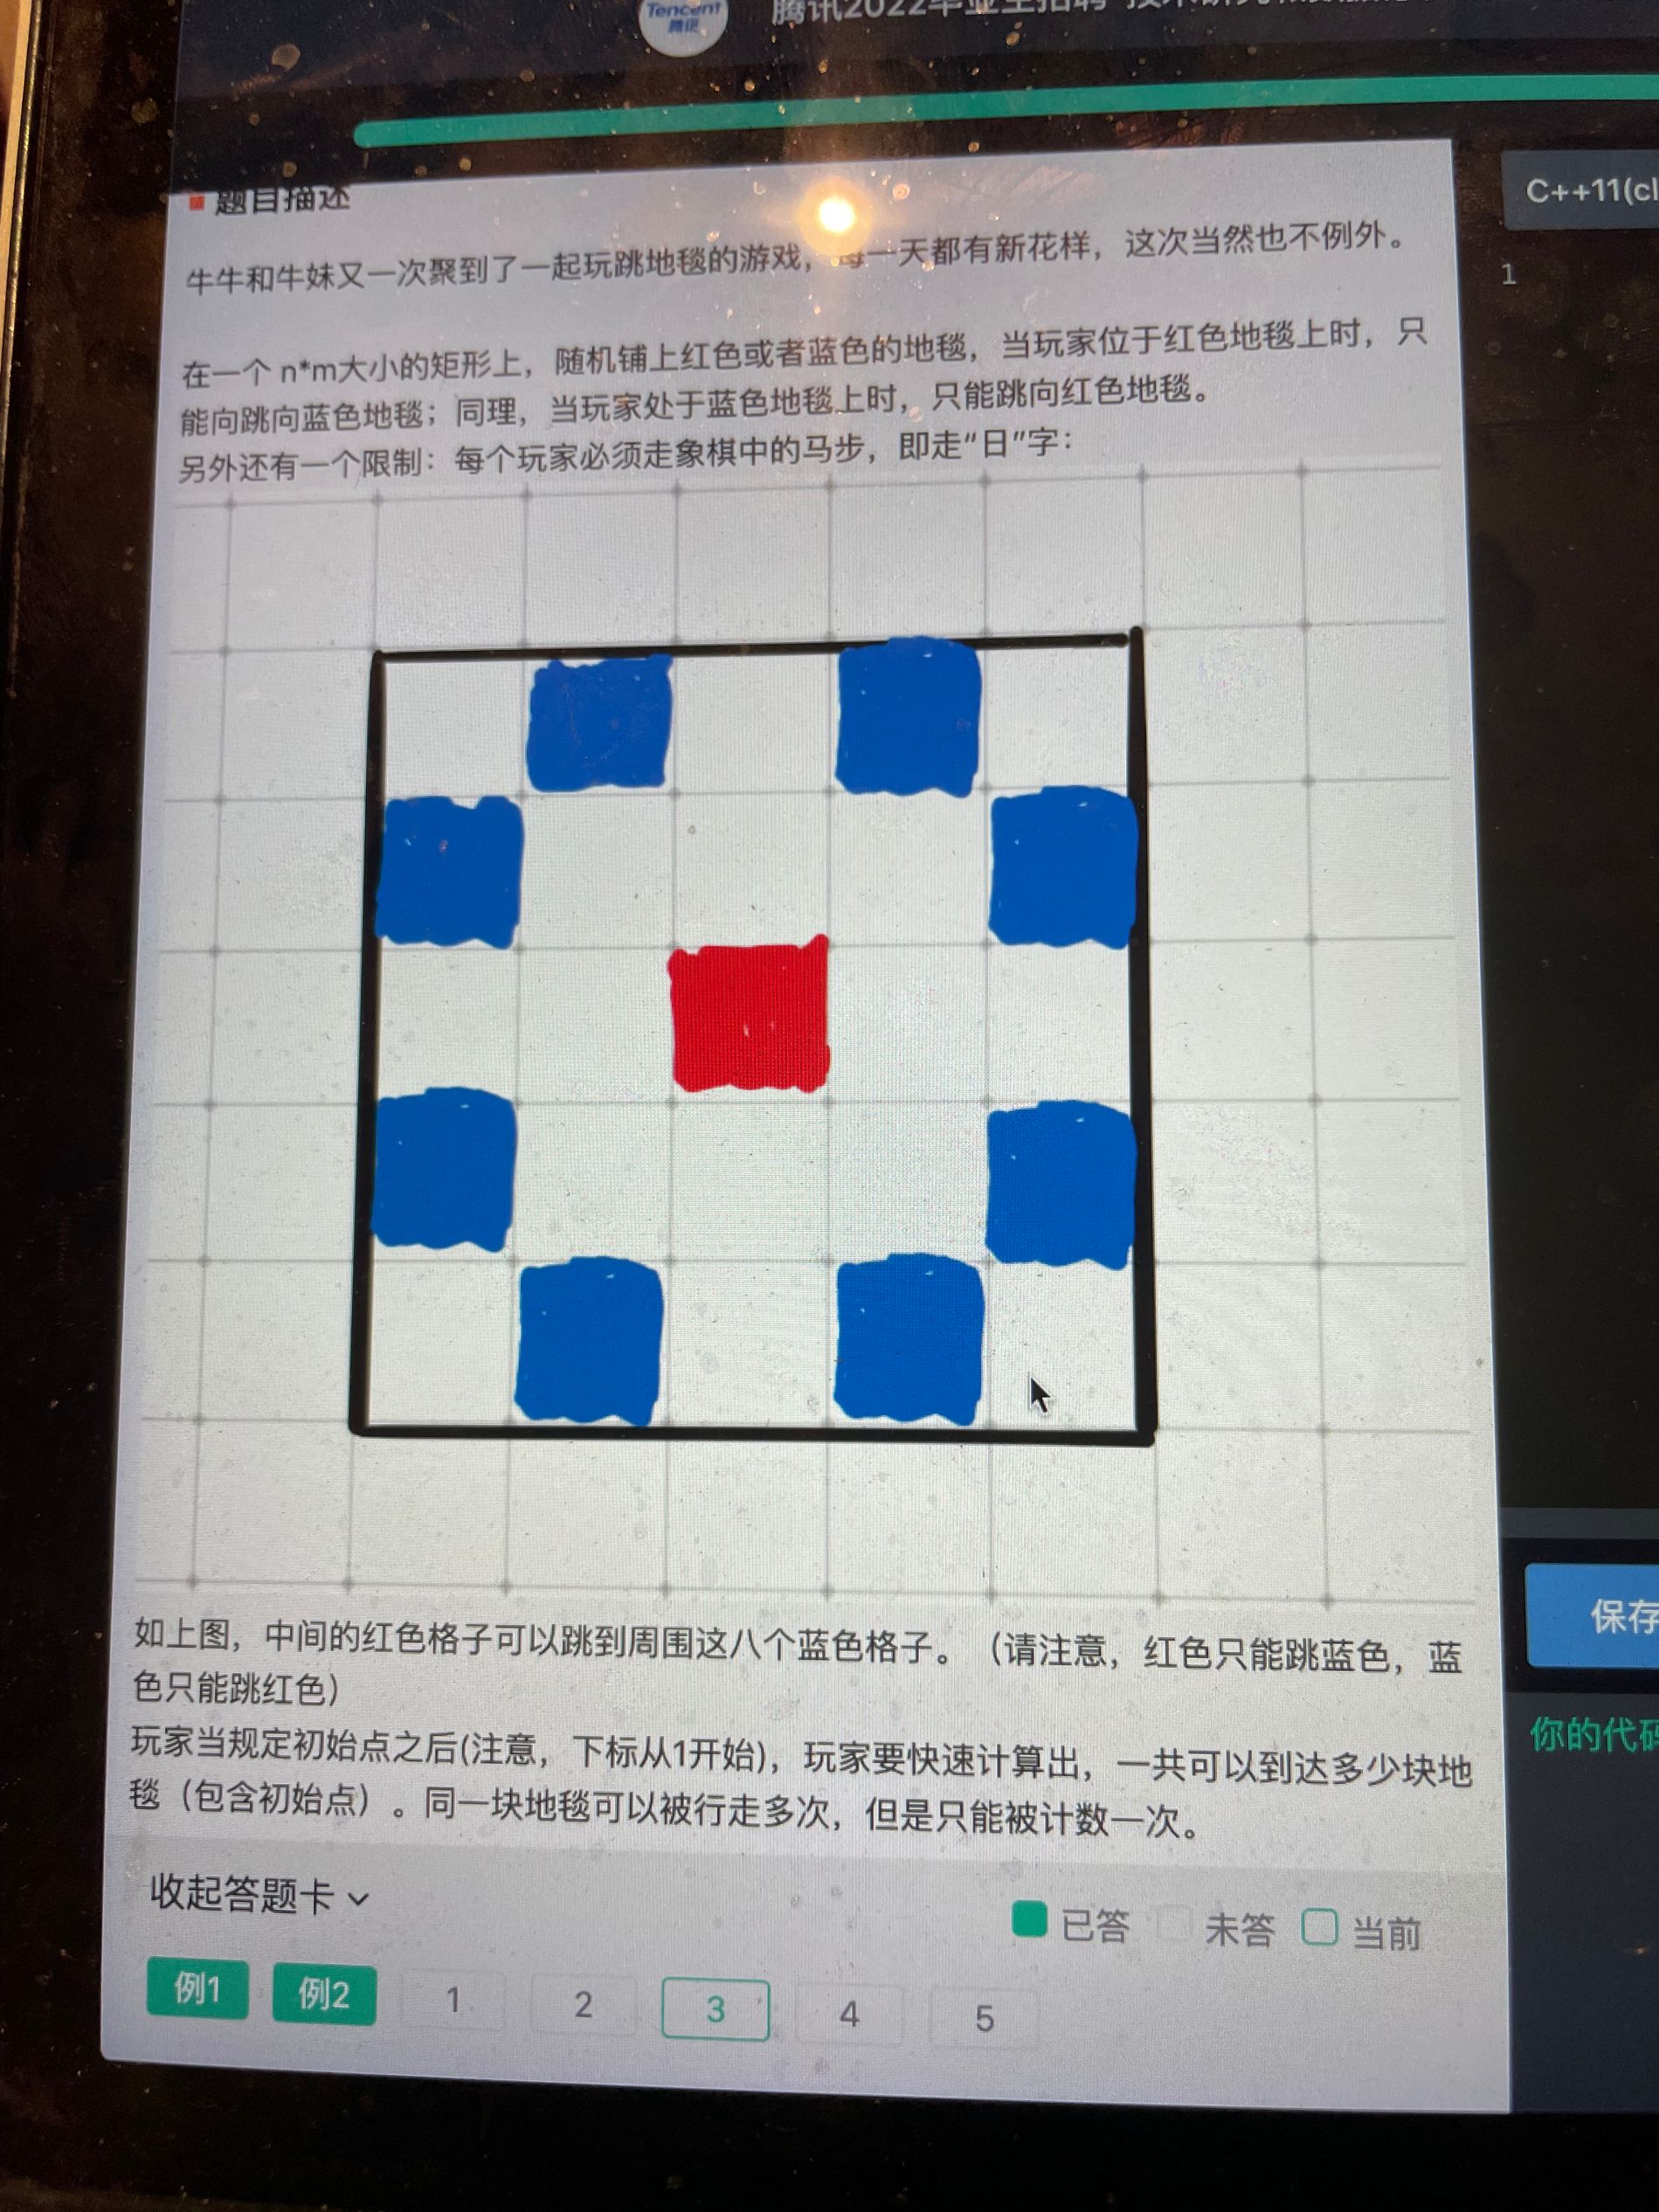 Tencent
腾讯
腾讯2022毕业生招聘
题目描述
C++11(cl
牛牛和牛妹又一次聚到了一起玩跳地毯的游戏，每一天都有新花样，这次当然也不例外。
1
在一个 n*m大小的矩形上，随机铺上红色或者蓝色的地毯，当玩家位于红色地毯上时，只
能向跳向蓝色地毯；同理，当玩家处于蓝色地毯上时，只能跳向红色地毯。
另外还有一个限制：每个玩家必须走象棋中的马步，即走“日”字：
如上图，中间的红色格子可以跳到周围这八个蓝色格子。（请注意，红色只能跳蓝色，蓝
色只能跳红色）
保存
玩家当规定初始点之后(注意，下标从1开始)，玩家要快速计算出，一共可以到达多少块地
你的代码
毯（包含初始点）。同一块地毯可以被行走多次，但是只能被计数一次。
收起答题卡
已答 未答 当前
例1 例2 1 2 3 4 5